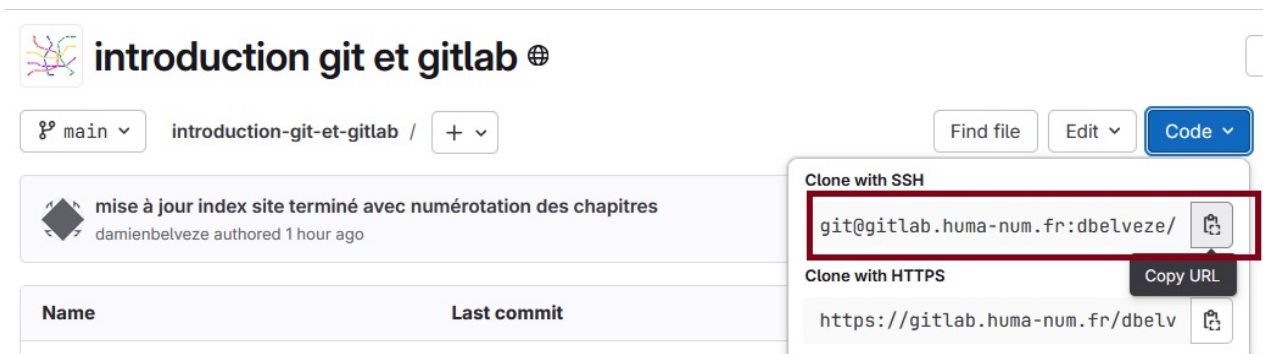 introduction git et gitlab
main introduction-git-et-gitlab / + Find file Edit Code
Clone with SSH
mise à jour index site terminé avec numérotation des chapitres
git@gitlab.huma-num.fr:dbelveze/
damienbelveze authored 1 hour ago
Clone with HTTPS
Copy URL
Name Last commit
https://gitlab.huma-num.fr/dbelv